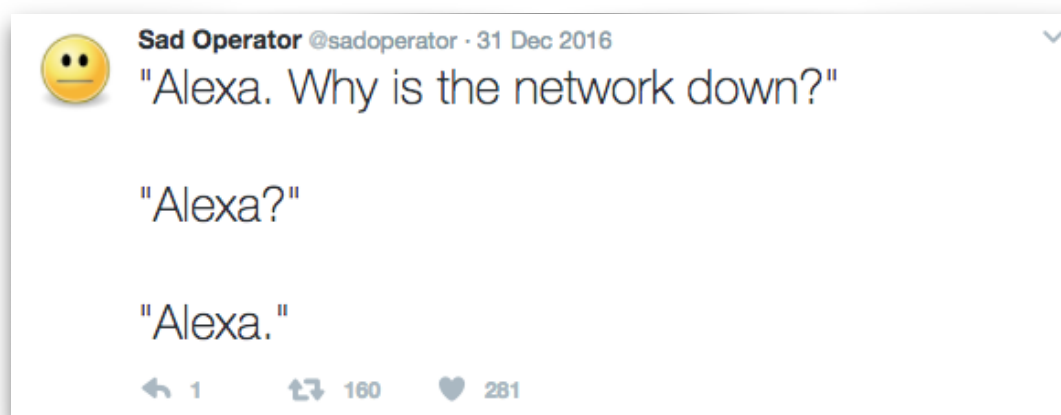 Sad Operator @sadoperator · 31 Dec 2016
"Alexa. Why is the network down?"
"Alexa?"
"Alexa."
1 160 281